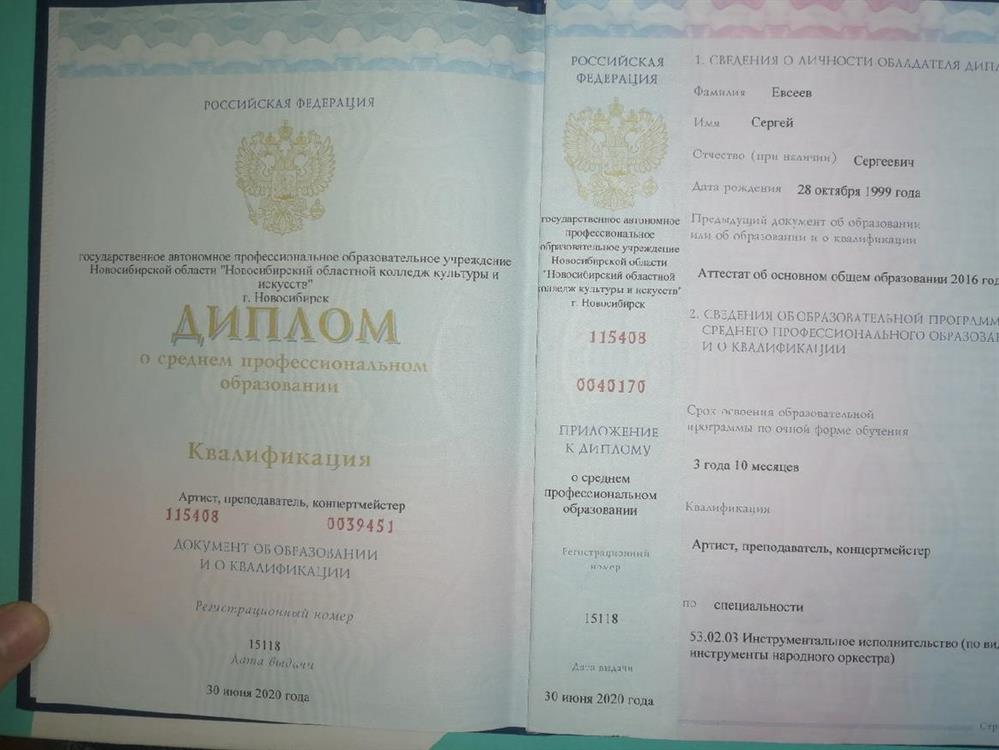 РОССИЙСКАЯ ФЕДЕРАЦИЯ
государственное автономное профессиональное образовательное учреждение
Новосибирской области "Новосибирский областной колледж культуры и
искусств"
г. Новосибирск
ДИПЛОМ
о среднем профессиональном
образовании
Квалификация
Артист, преподаватель, концертмейстер
115408 0039451
ДОКУМЕНТ ОБ ОБРАЗОВАНИИ
И О КВАЛИФИКАЦИИ
Регистрационный номер
15118
Дата выдачи
30 июня 2020 года
РОССИЙСКАЯ
ФЕДЕРАЦИЯ
государственное автономное
профессиональное
образовательное учреждение
Новосибирской области
"Новосибирский областной
колледж культуры и искусств"
г. Новосибирск
115408
0040170
ПРИЛОЖЕНИЕ
К ДИПЛОМУ
о среднем
профессиональном
образовании
Регистрационный
номер
15118
Дата выдачи
30 июня 2020 года
1. СВЕДЕНИЯ О ЛИЧНОСТИ ОБЛАДАТЕЛЯ ДИПЛ
Фамилия Евсеев
Имя Сергей
Отчество (при наличии) Сергеевич
Дата рождения 28 октября 1999 года
Предыдущий документ об образовании
или об образовании и о квалификации
Аттестат об основном общем образовании 2016 год
2. СВЕДЕНИЯ ОБ ОБРАЗОВАТЕЛЬНОЙ ПРОГРАММ
СРЕДНЕГО ПРОФЕССИОНАЛЬНОГО ОБРАЗОВА
И О КВАЛИФИКАЦИИ
Срок освоения образовательной
программы по очной форме обучения
3 года 10 месяцев
Квалификация
Артист, преподаватель, концертмейстер
по специальности
53.02.03 Инструментальное исполнительство (по ви
инструменты народного оркестра)
Стр